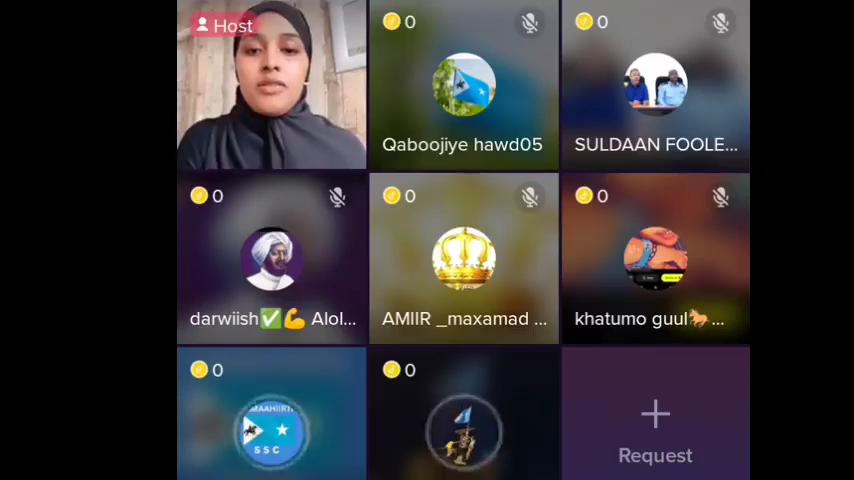 Host
0
0
Qaboojiye hawd05
SULDAAN FOOLE...
0
0
0
darwiish✅💪 Alol...
AMIIR _maxamad ...
khatumo guul🐎...
0
0
SSC
Request